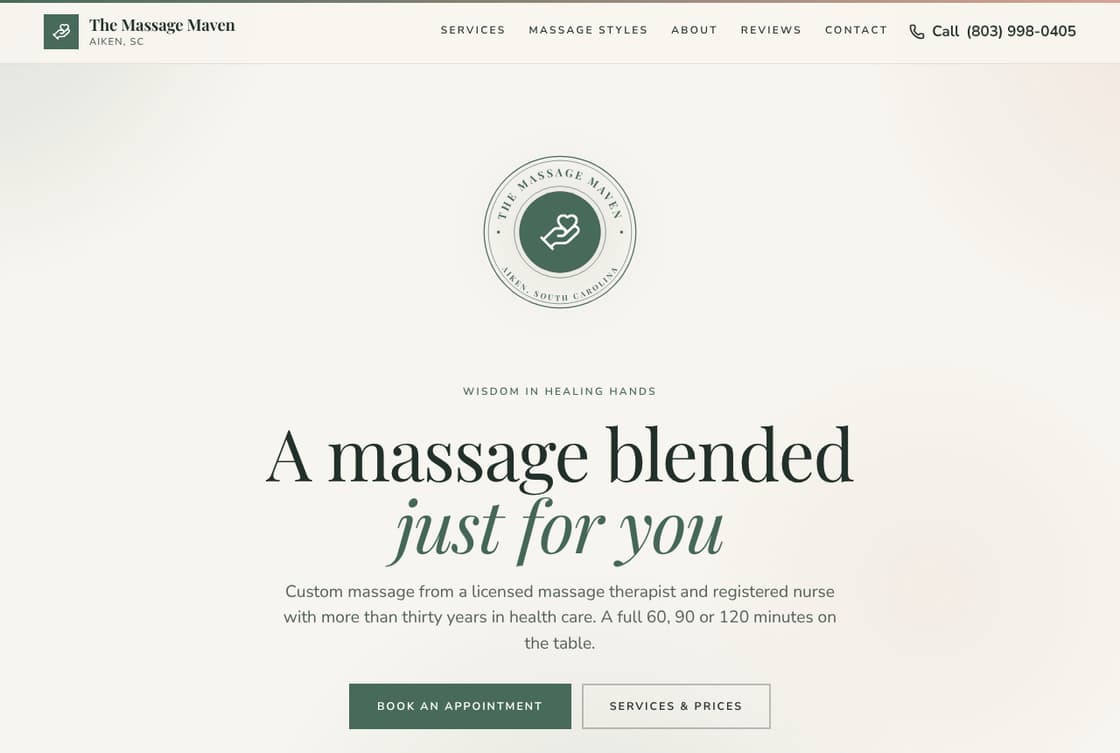 The Massage Maven
AIKEN, SC
SERVICES
MASSAGE STYLES
ABOUT
REVIEWS
CONTACT
Call (803) 998-0405
• THE MASSAGE MAVEN •
AIKEN, SOUTH CAROLINA
WISDOM IN HEALING HANDS
A massage blended
just for you
Custom massage from a licensed massage therapist and registered nurse
with more than thirty years in health care. A full 60, 90 or 120 minutes on
the table.
BOOK AN APPOINTMENT
SERVICES & PRICES